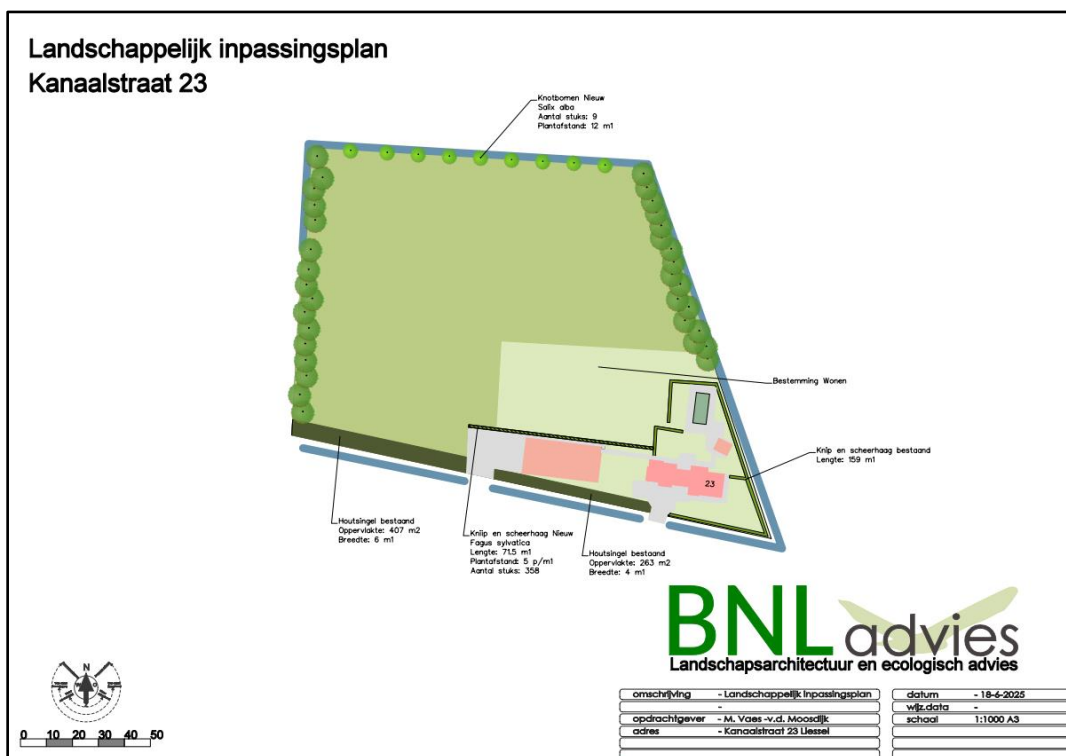 Landschappelijk inpassingsplan
Kanaalstraat 23
Knotbomen Nieuw
Salix alba
Aantal stuks: 9
Plantafstand: 12 m1
Bestemming Wonen
Knip en scheerhaag bestaand
Lengte: 159 m1
23
Houtsingel bestaand
Oppervlakte: 407 m2
Breedte: 6 m1
Knip en scheerhaag Nieuw
Fagus sylvatica
Lengte: 71.5 m1
Plantafstand: 5 p/m1
Aantal stuks: 358
Houtsingel bestaand
Oppervlakte: 263 m2
Breedte: 4 m1
BNL advies
Landschapsarchitectuur en ecologisch advies
N
W O
0 10 20 30 40 50
omschrijving - Landschappelijk inpassingsplan
-
opdrachtgever - M. Vaes -v.d. Moosdijk
adres - Kanaalstraat 23 Liessel
datum - 18-6-2025
wijz.data -
schaal 1:1000 A3